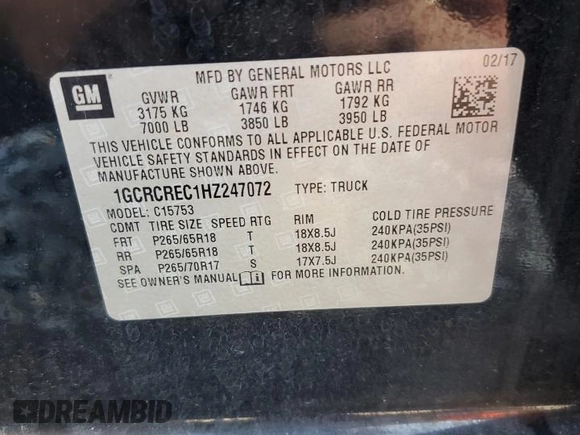 GM
MFD BY GENERAL MOTORS LLC
02/17
GVWR GAWR FRT GAWR RR
3175 KG 1746 KG 1792 KG
7000 LB 3850 LB 3950 LB
THIS VEHICLE CONFORMS TO ALL APPLICABLE U.S. FEDERAL MOTOR
VEHICLE SAFETY STANDARDS IN EFFECT ON THE DATE OF
MANUFACTURE SHOWN ABOVE.
1GCRCREC1HZ247072 TYPE: TRUCK
MODEL: C15753
CMDT TIRE SIZE SPEED RTG RIM COLD TIRE PRESSURE
FRT P265/65R18 T 18X8.5J 240KPA(35PSI)
RR P265/65R18 T 18X8.5J 240KPA(35PSI)
SPA P265/70R17 S 17X7.5J 240KPA(35PSI)
SEE OWNER'S MANUAL FOR MORE INFORMATION.
DREAMBID